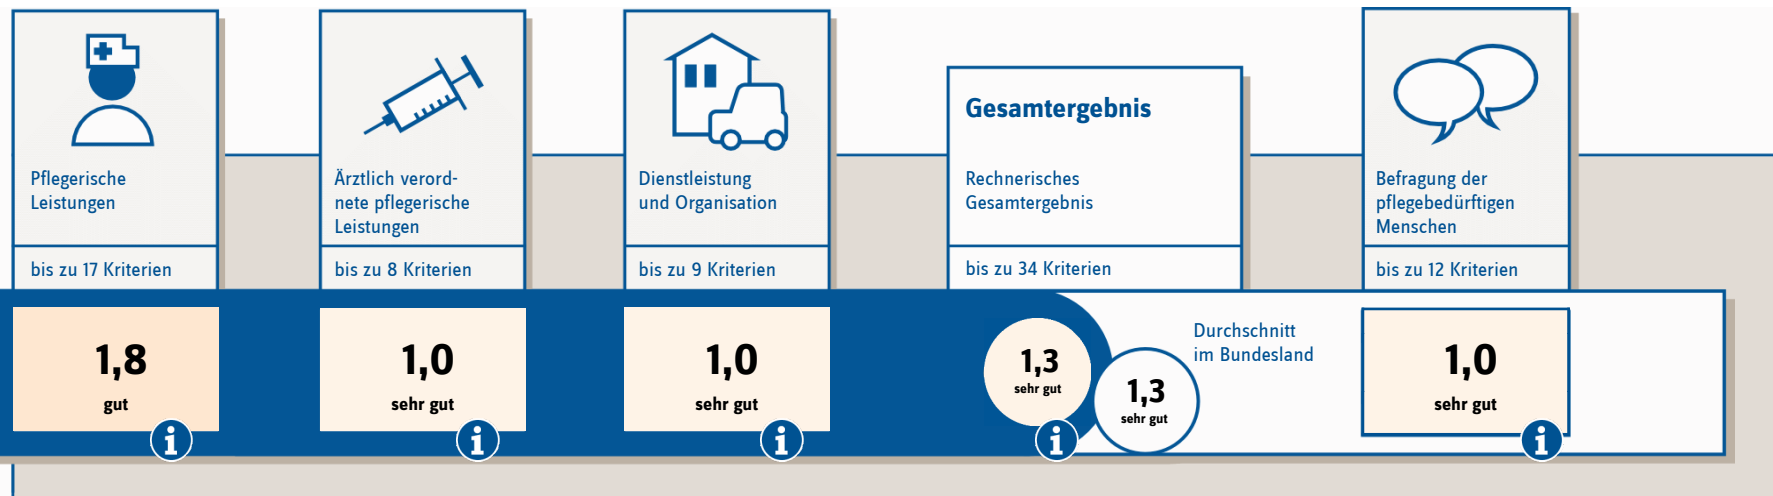 Pflegerische
Leistungen
bis zu 17 Kriterien
1,8
gut
i
Ärztlich verord-
nete pflegerische
Leistungen
bis zu 8 Kriterien
1,0
sehr gut
i
Dienstleistung
und Organisation
bis zu 9 Kriterien
1,0
sehr gut
i
Gesamtergebnis
Rechnerisches
Gesamtergebnis
bis zu 34 Kriterien
1,3
sehr gut
i
1,3
sehr gut
Durchschnitt
im Bundesland
Befragung der
pflegebedürftigen
Menschen
bis zu 12 Kriterien
1,0
sehr gut
i